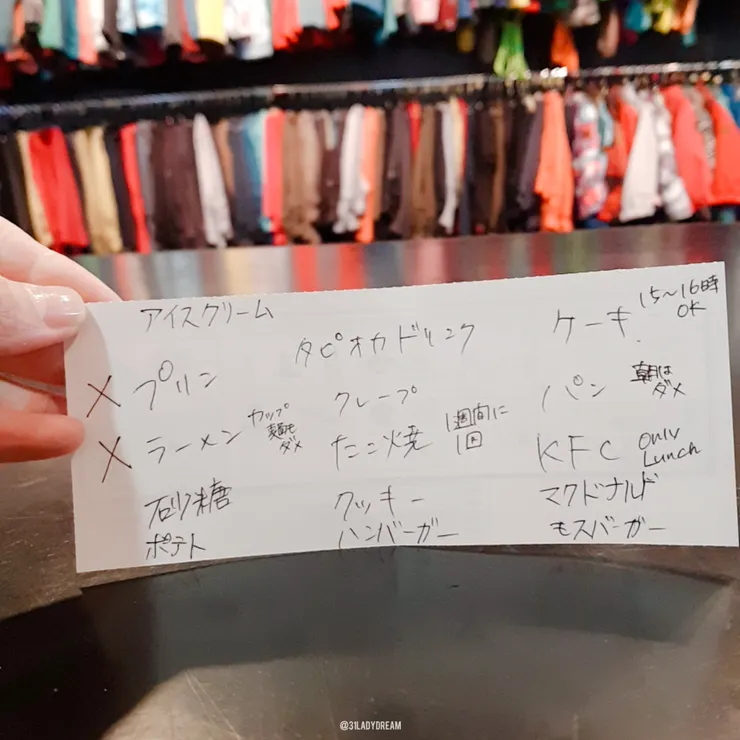 アイスクリーム
× プリン
× ラーメン カップ
麺も
ダメ
砂糖
ポテト
タピオカドリンク
クレープ
たこ焼 1週間に
1回
クッキー
ハンバーガー
ケーキ 15〜16時
OK
パン 朝は
ダメ
KFC only
Lunch
マクドナルド
モスバーガー
@31LADYDREAM